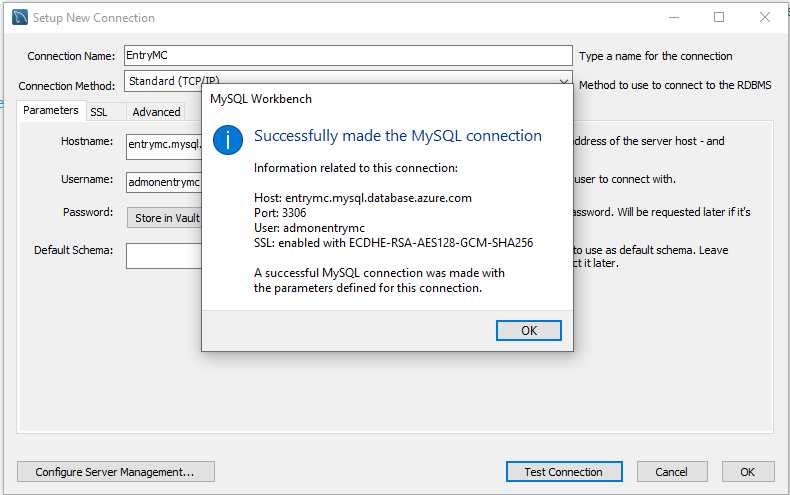 Setup New Connection
Connection Name: EntryMC Type a name for the connection
Connection Method: Standard (TCP/IP) Method to use to connect to the RDBMS
Parameters SSL Advanced
MySQL Workbench
Successfully made the MySQL connection
Information related to this connection:
Host: entrymc.mysql.database.azure.com
Port: 3306
User: admonentrymc
SSL: enabled with ECDHE-RSA-AES128-GCM-SHA256
A successful MySQL connection was made with
the parameters defined for this connection.
OK
Hostname: entrymc.mysql. address of the server host - and
Username: admonentrymc user to connect with.
Password: Store in Vault assword. Will be requested later if it's
Default Schema: to use as default schema. Leave
ct it later.
Configure Server Management... Test Connection Cancel OK